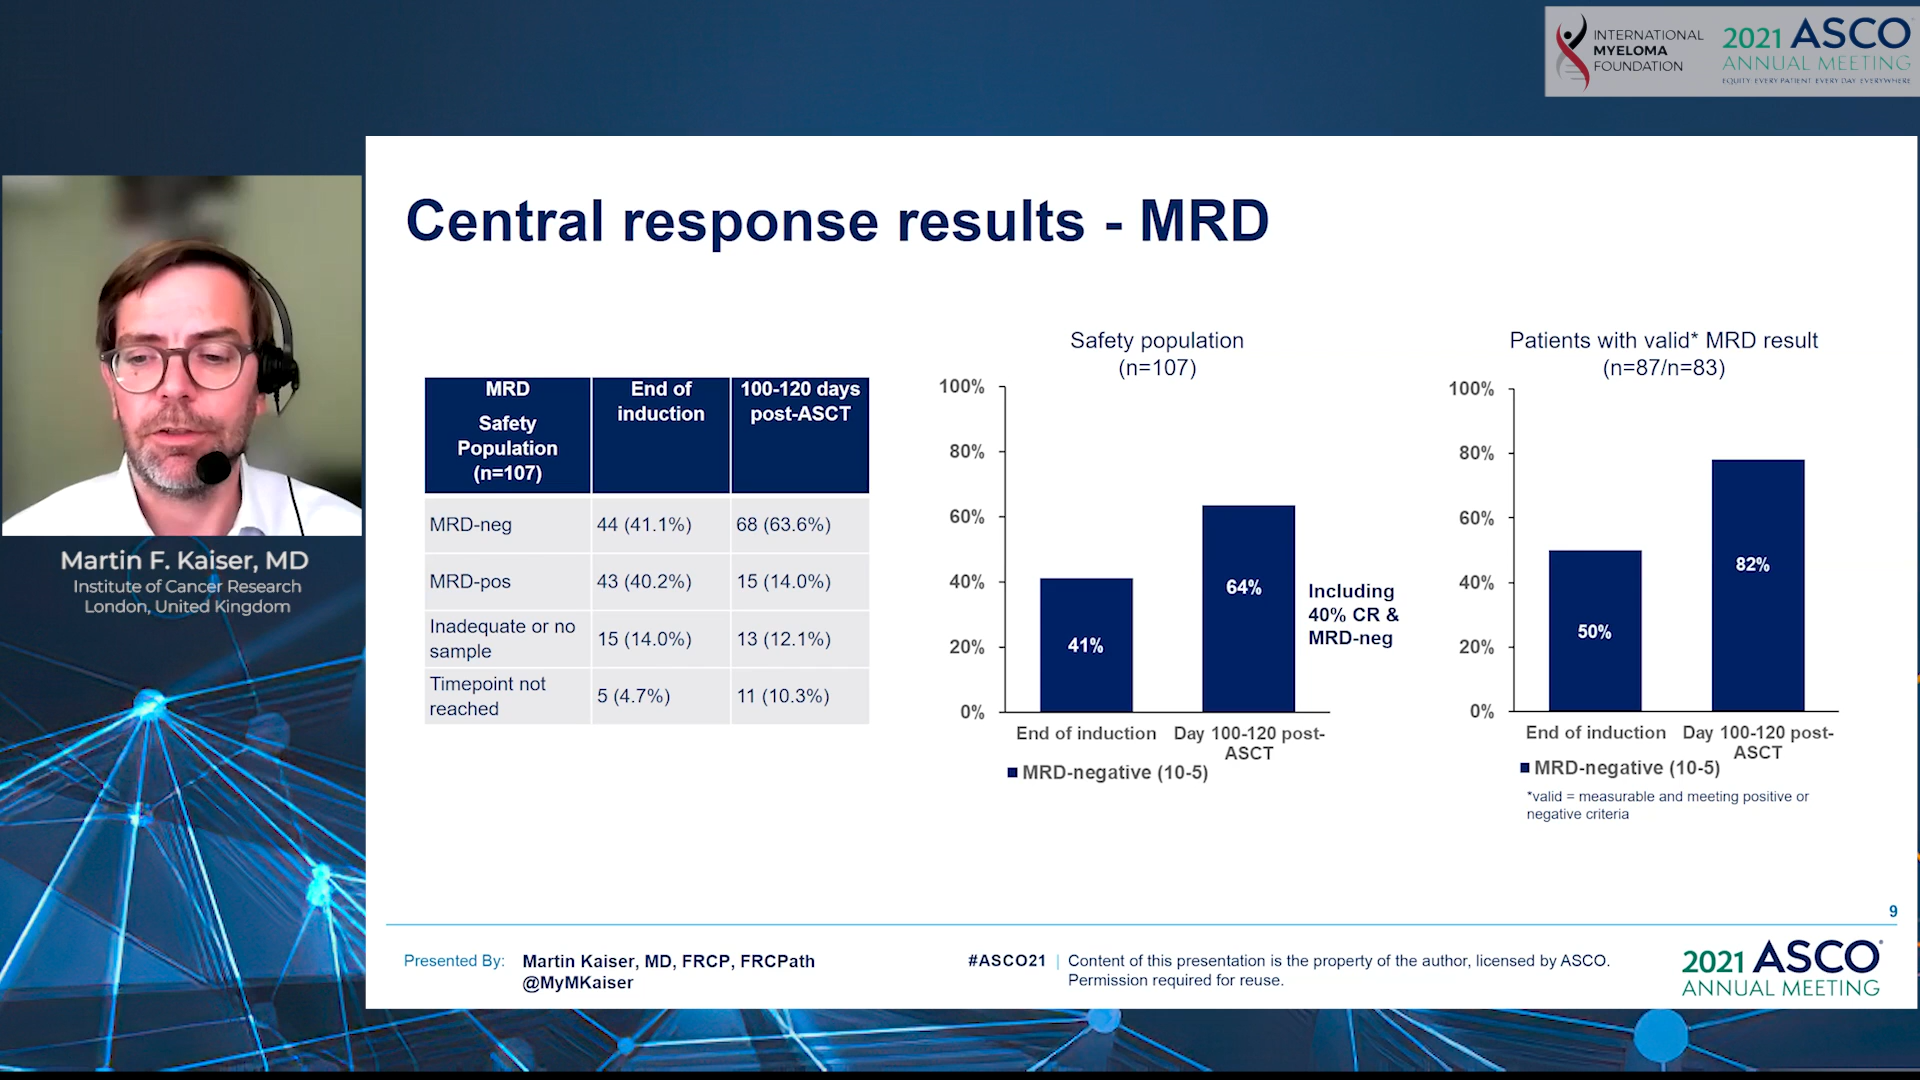 INTERNATIONAL
MYELOMA
FOUNDATION
2021 ASCO
ANNUAL MEETING
EQUITY: EVERY PATIENT. EVERY DAY. EVERYWHERE.
Martin F. Kaiser, MD
Institute of Cancer Research
London, United Kingdom
Central response results - MRD
MRD
Safety
Population
(n=107)
End of
induction
100-120 days
post-ASCT
MRD-neg 44 (41.1%) 68 (63.6%)
MRD-pos 43 (40.2%) 15 (14.0%)
Inadequate or no
sample
15 (14.0%) 13 (12.1%)
Timepoint not
reached
5 (4.7%) 11 (10.3%)
Safety population
(n=107)
100%
80%
60%
40%
20%
0%
41%
64%
Including
40% CR &
MRD-neg
End of induction
Day 100-120 post-
ASCT
MRD-negative (10-5)
Patients with valid* MRD result
(n=87/n=83)
100%
80%
60%
40%
20%
0%
50%
82%
End of induction
Day 100-120 post-
ASCT
MRD-negative (10-5)
*valid = measurable and meeting positive or
negative criteria
9
Presented By: Martin Kaiser, MD, FRCP, FRCPath
@MyMKaiser
#ASCO21 | Content of this presentation is the property of the author, licensed by ASCO.
Permission required for reuse.
2021 ASCO®
ANNUAL MEETING